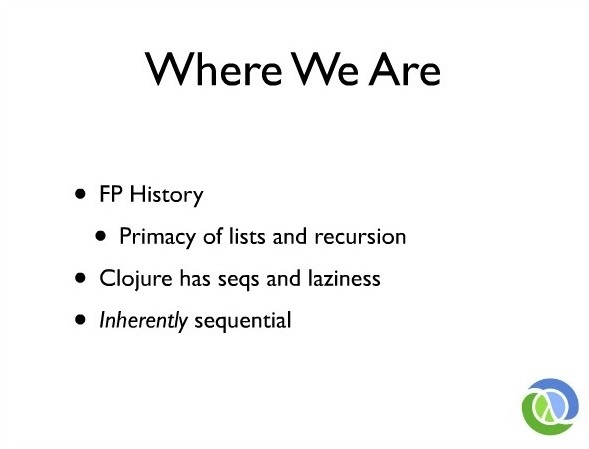 Where We Are
• FP History
• Primacy of lists and recursion
• Clojure has seqs and laziness
• Inherently sequential